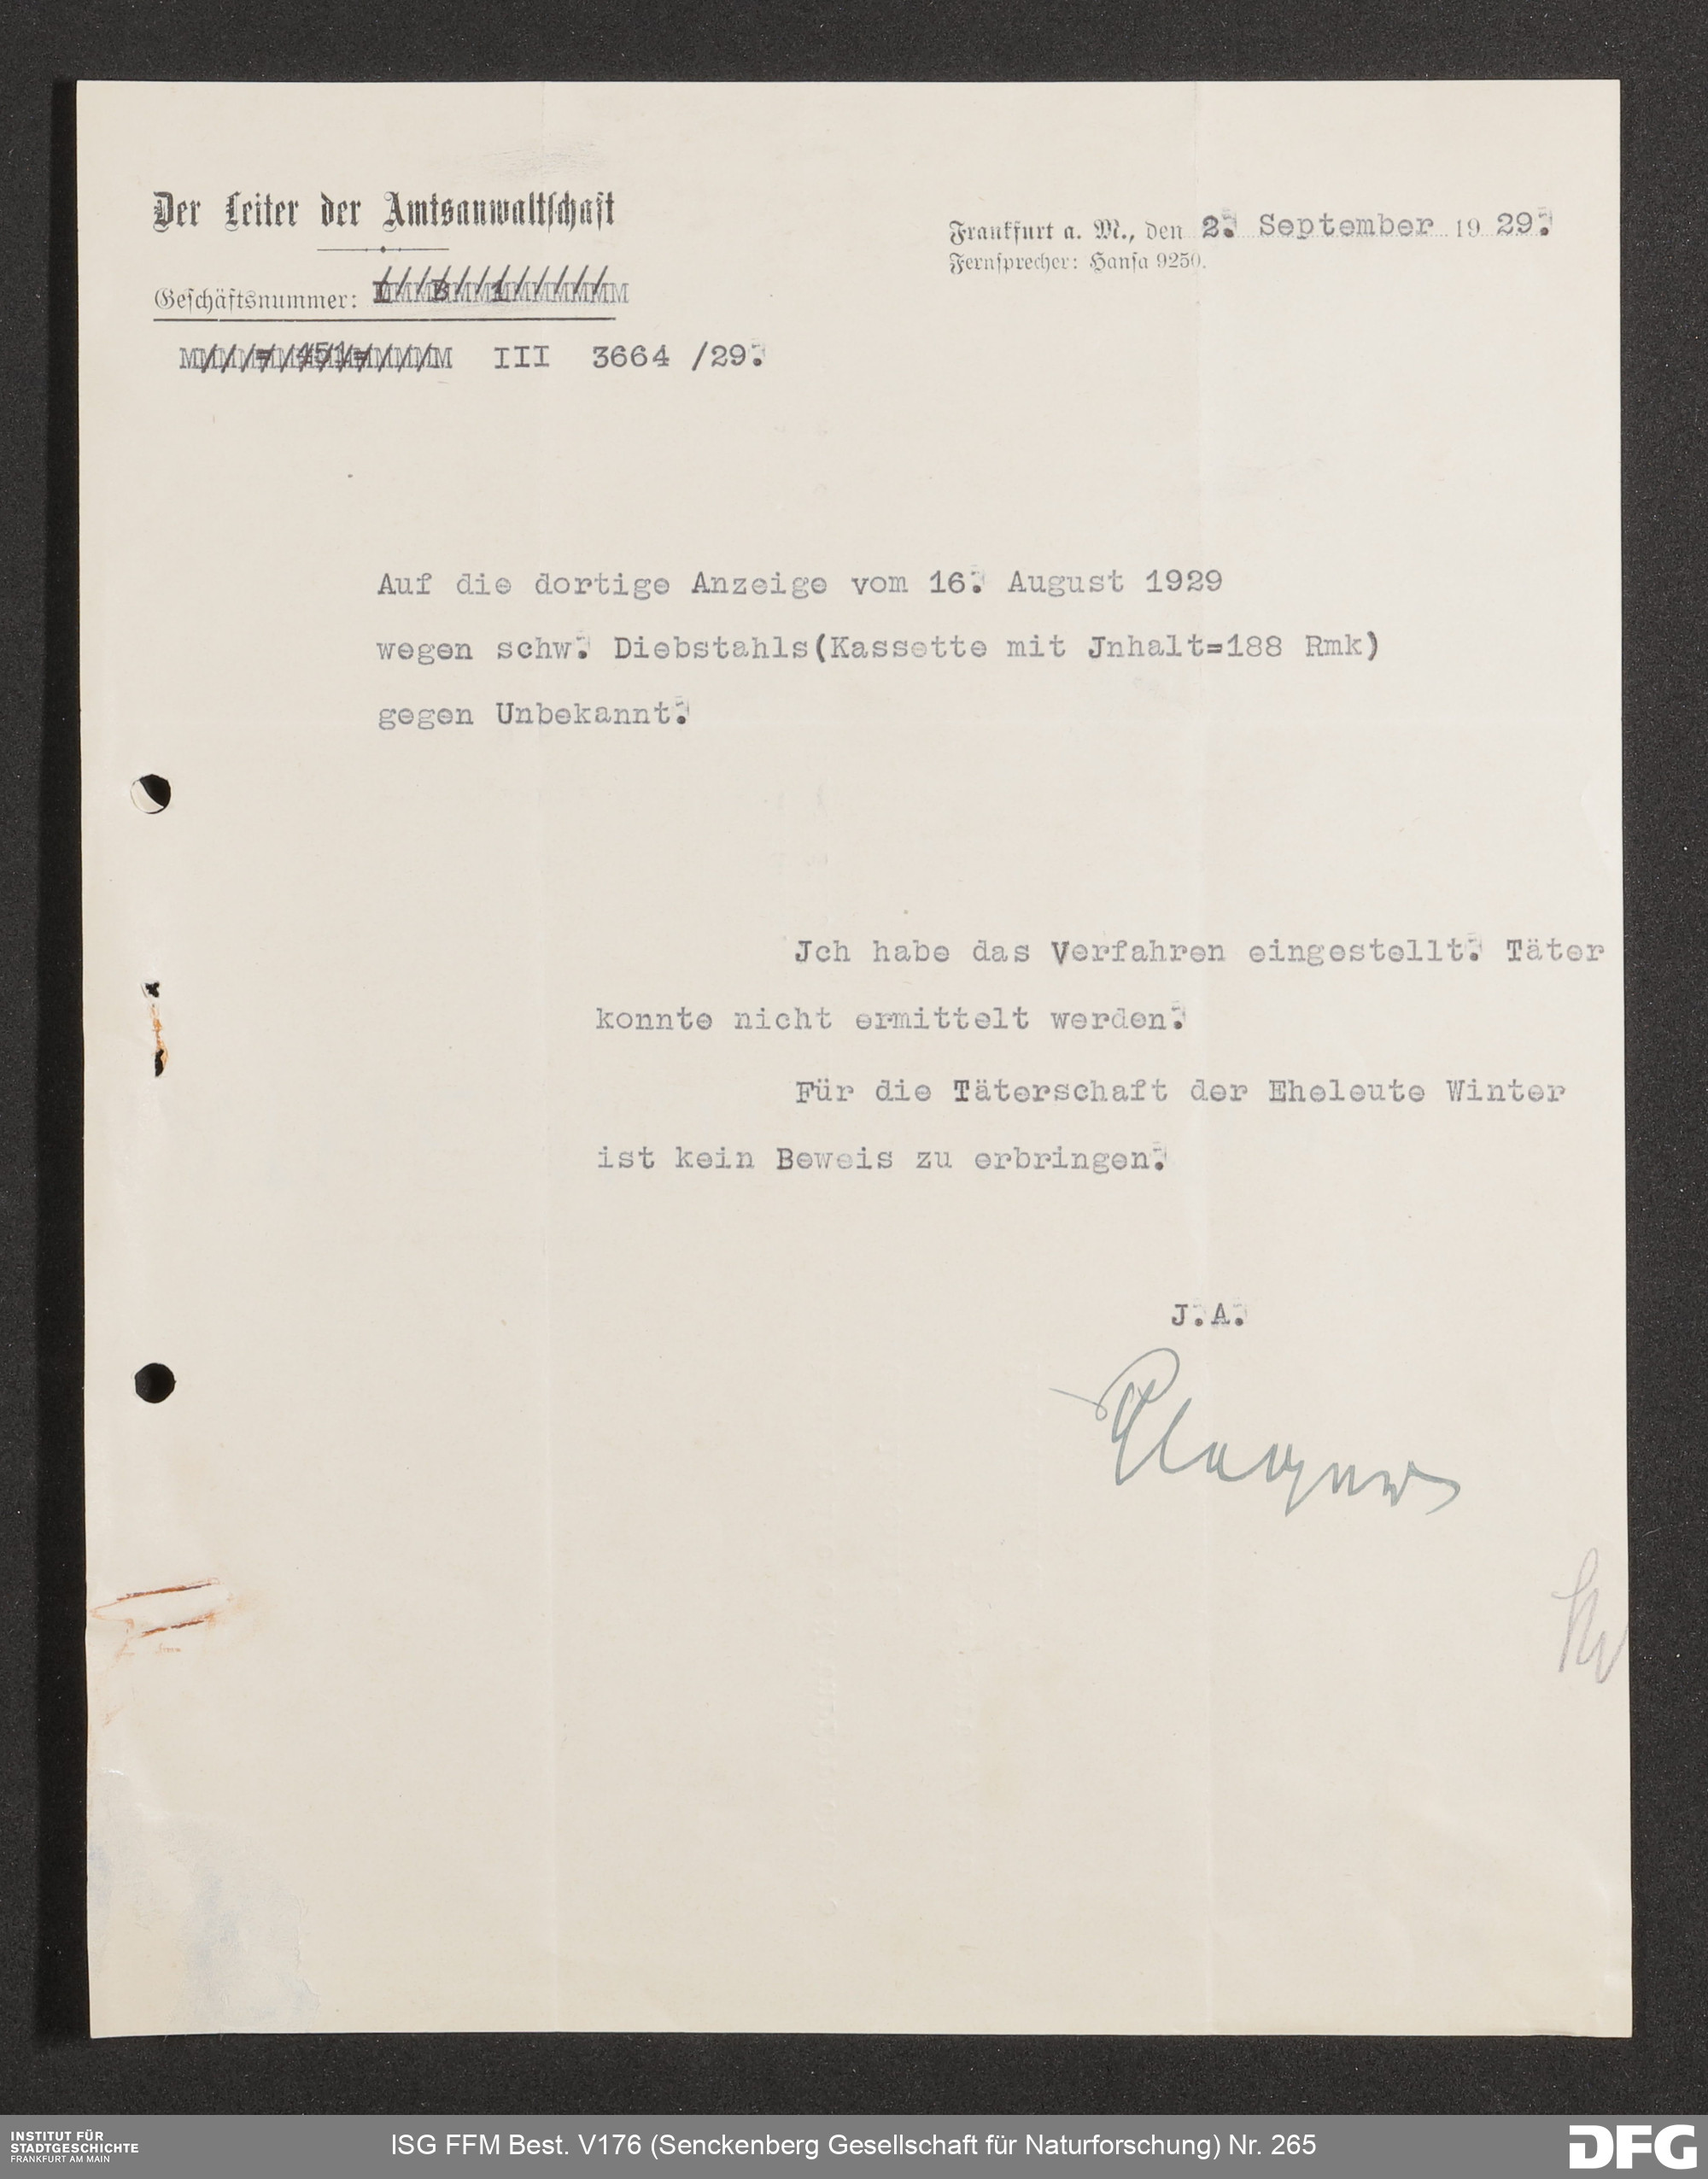 Der Leiter der Amtsanwaltschaft
Frankfurt a. M., den 2. September 1929.
Fernsprecher: Hansa 9250.
Geschäftsnummer:
III 3664 /29.
Auf die dortige Anzeige vom 16. August 1929
wegen schw. Diebstahls(Kassette mit Jnhalt=188 Rmk)
gegen Unbekannt.
Jch habe das Verfahren eingestellt. Täter
konnte nicht ermittelt werden.
Für die Täterschaft der Eheleute Winter
ist kein Beweis zu erbringen.
J.A.
INSTITUT FÜR
STADTGESCHICHTE
FRANKFURT AM MAIN
ISG FFM Best. V176 (Senckenberg Gesellschaft für Naturforschung) Nr. 265
DFG